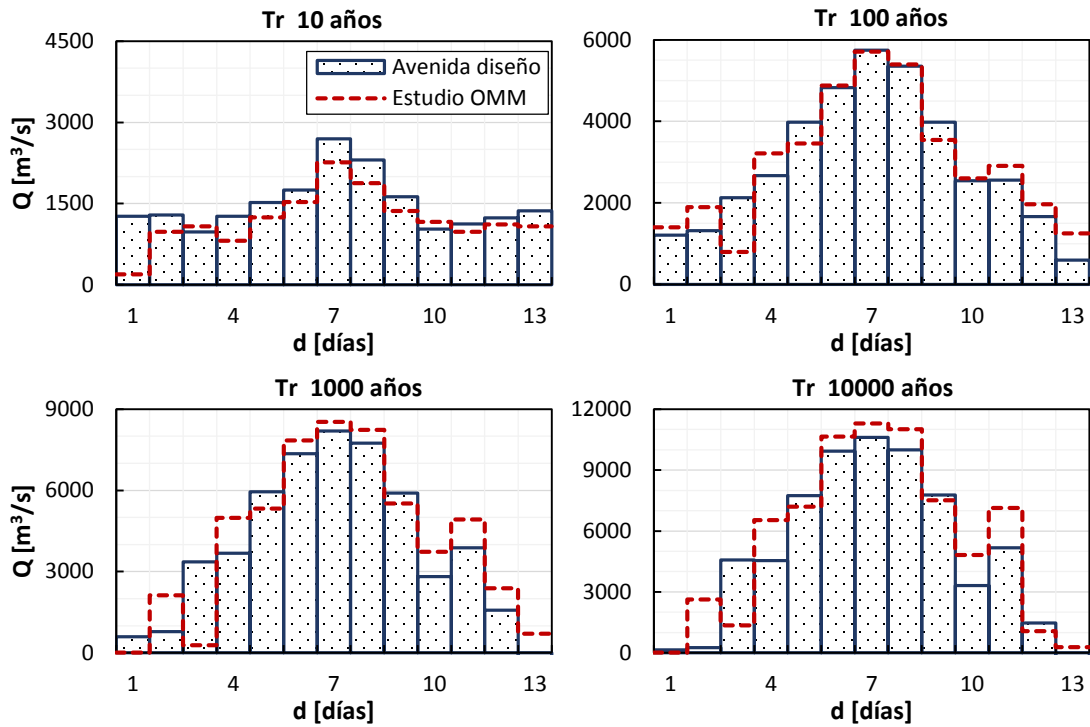 Tr 10 años
4500
3000
1500
0
Q [m³/s]
Avenida diseño
Estudio OMM
1 4 7 10 13
d [días]
Tr 100 años
6000
4000
2000
0
1 4 7 10 13
d [días]
Tr 1000 años
9000
6000
3000
0
Q [m³/s]
1 4 7 10 13
d [días]
Tr 10000 años
12000
9000
6000
3000
0
1 4 7 10 13
d [días]